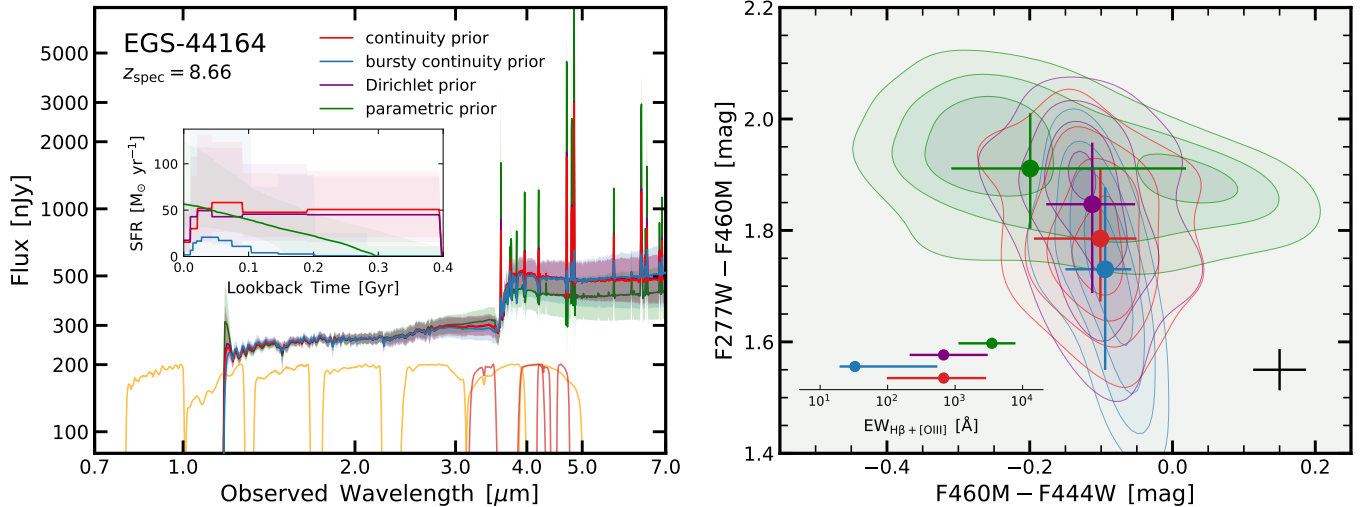 EGS-44164
z_spec = 8.66
continuity prior
bursty continuity prior
Dirichlet prior
parametric prior
Flux [nJy]
5000
3000
2000
1000
500
300
200
100
SFR [M⊙ yr⁻¹]
100
50
0
0.0 0.1 0.2 0.3 0.4
Lookback Time [Gyr]
0.7 1.0 2.0 3.0 4.0 5.0 7.0
Observed Wavelength [μm]
F277W − F460M [mag]
2.2
2.0
1.8
1.6
1.4
10¹ 10² 10³ 10⁴
EW_Hβ + [OIII] [Å]
−0.4 −0.2 0.0 0.2
F460M − F444W [mag]